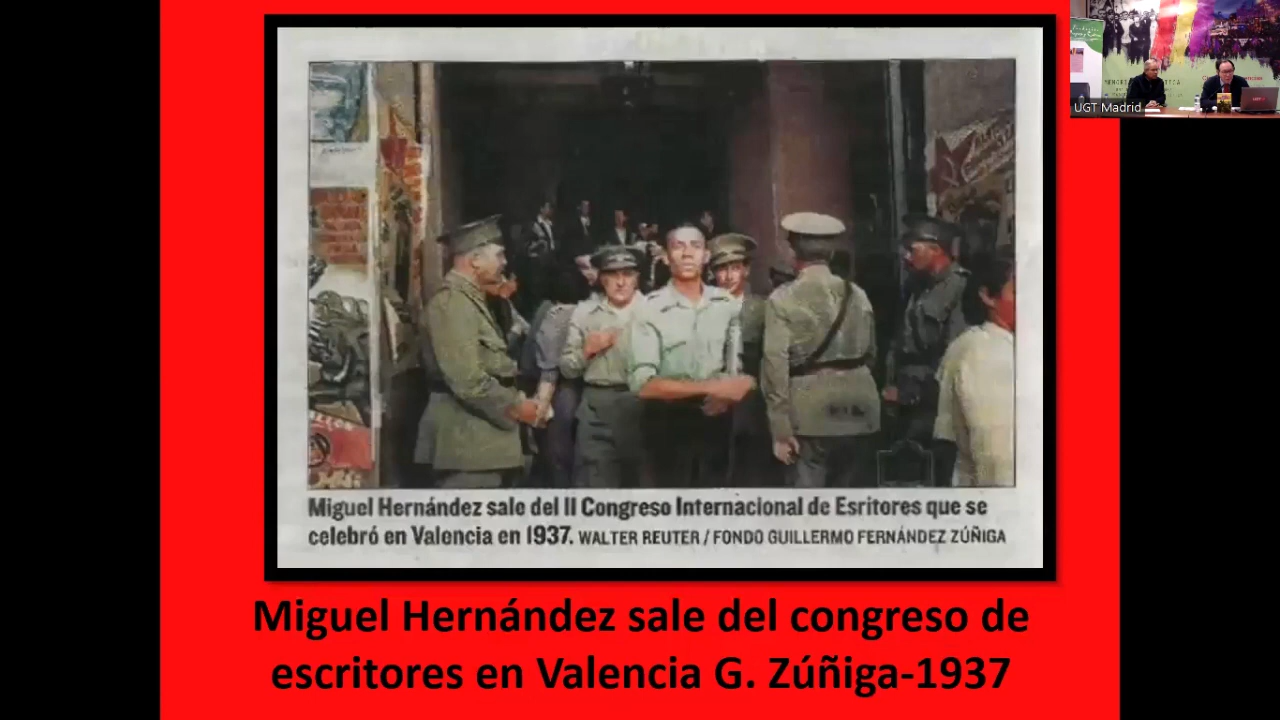 Miguel Hernández sale del II Congreso Internacional de Esritores que se
celebró en Valencia en 1937. WALTER REUTER / FONDO GUILLERMO FERNÁNDEZ ZÚÑIGA
Miguel Hernández sale del congreso de
escritores en Valencia G. Zúñiga-1937
UGT Madrid